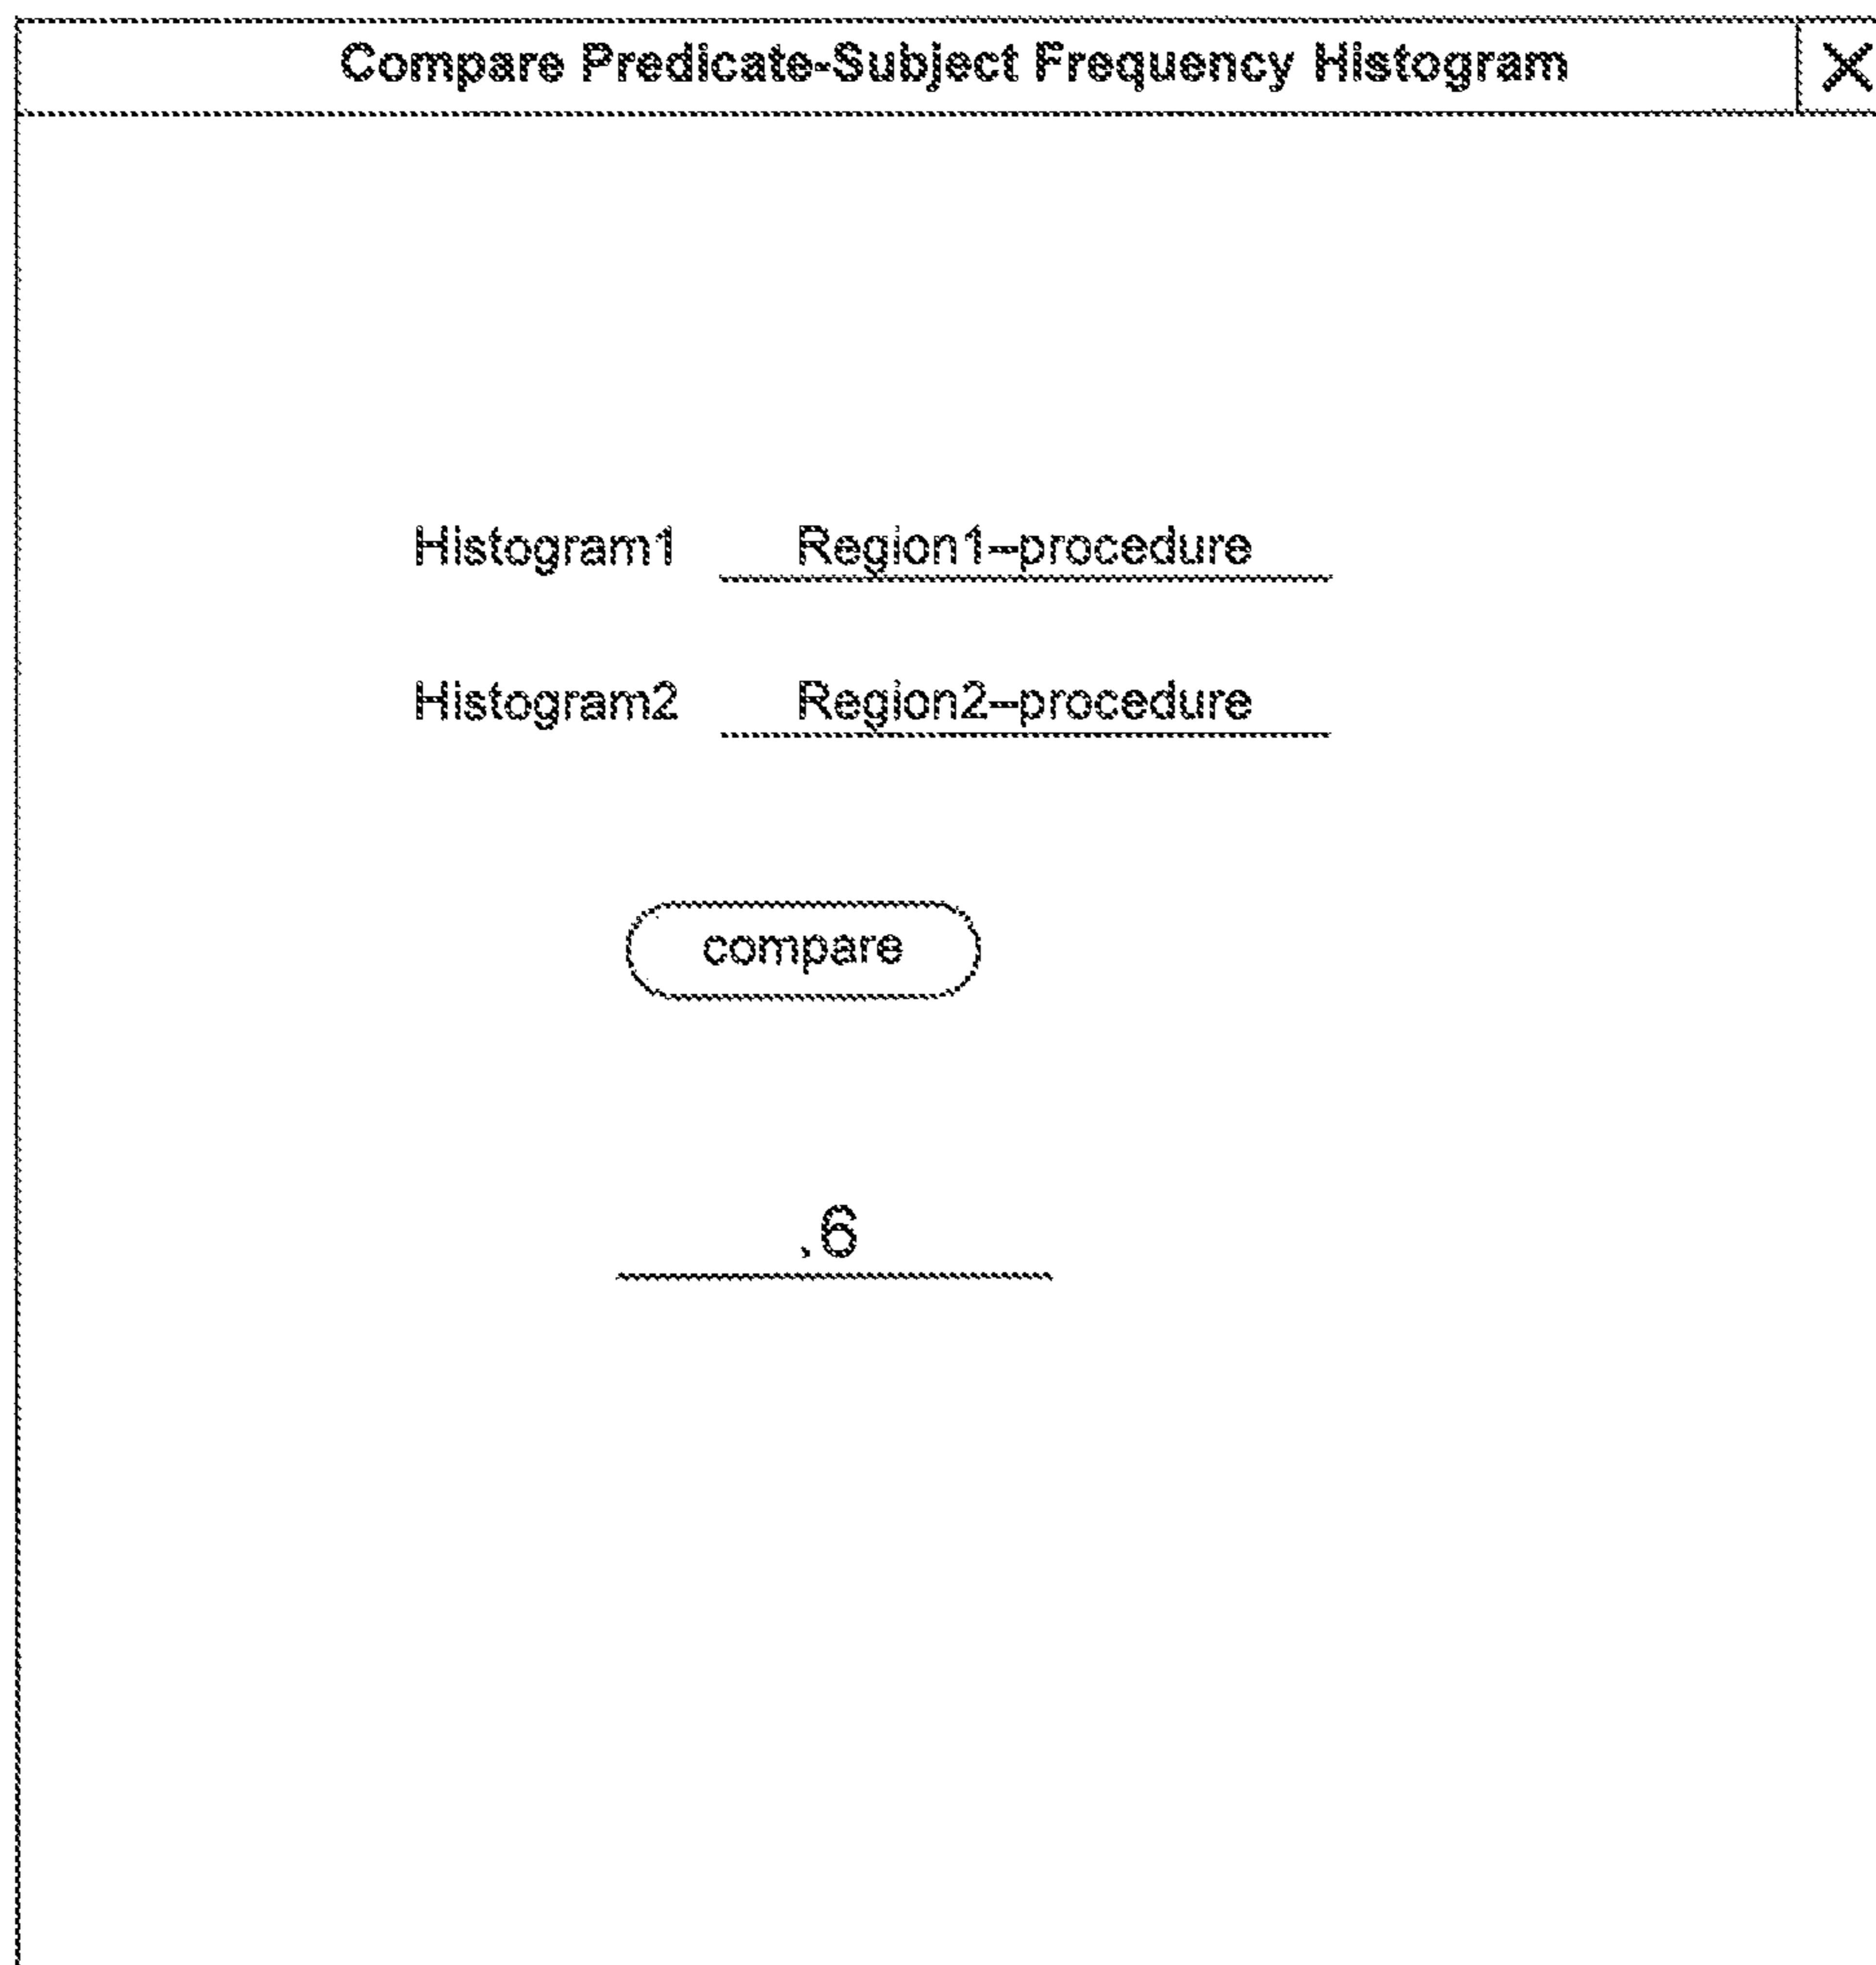 Compare Predicate-Subject Frequency Histogram X
Histogram1 Region1–procedure
Histogram2 Region2–procedure
compare
.6